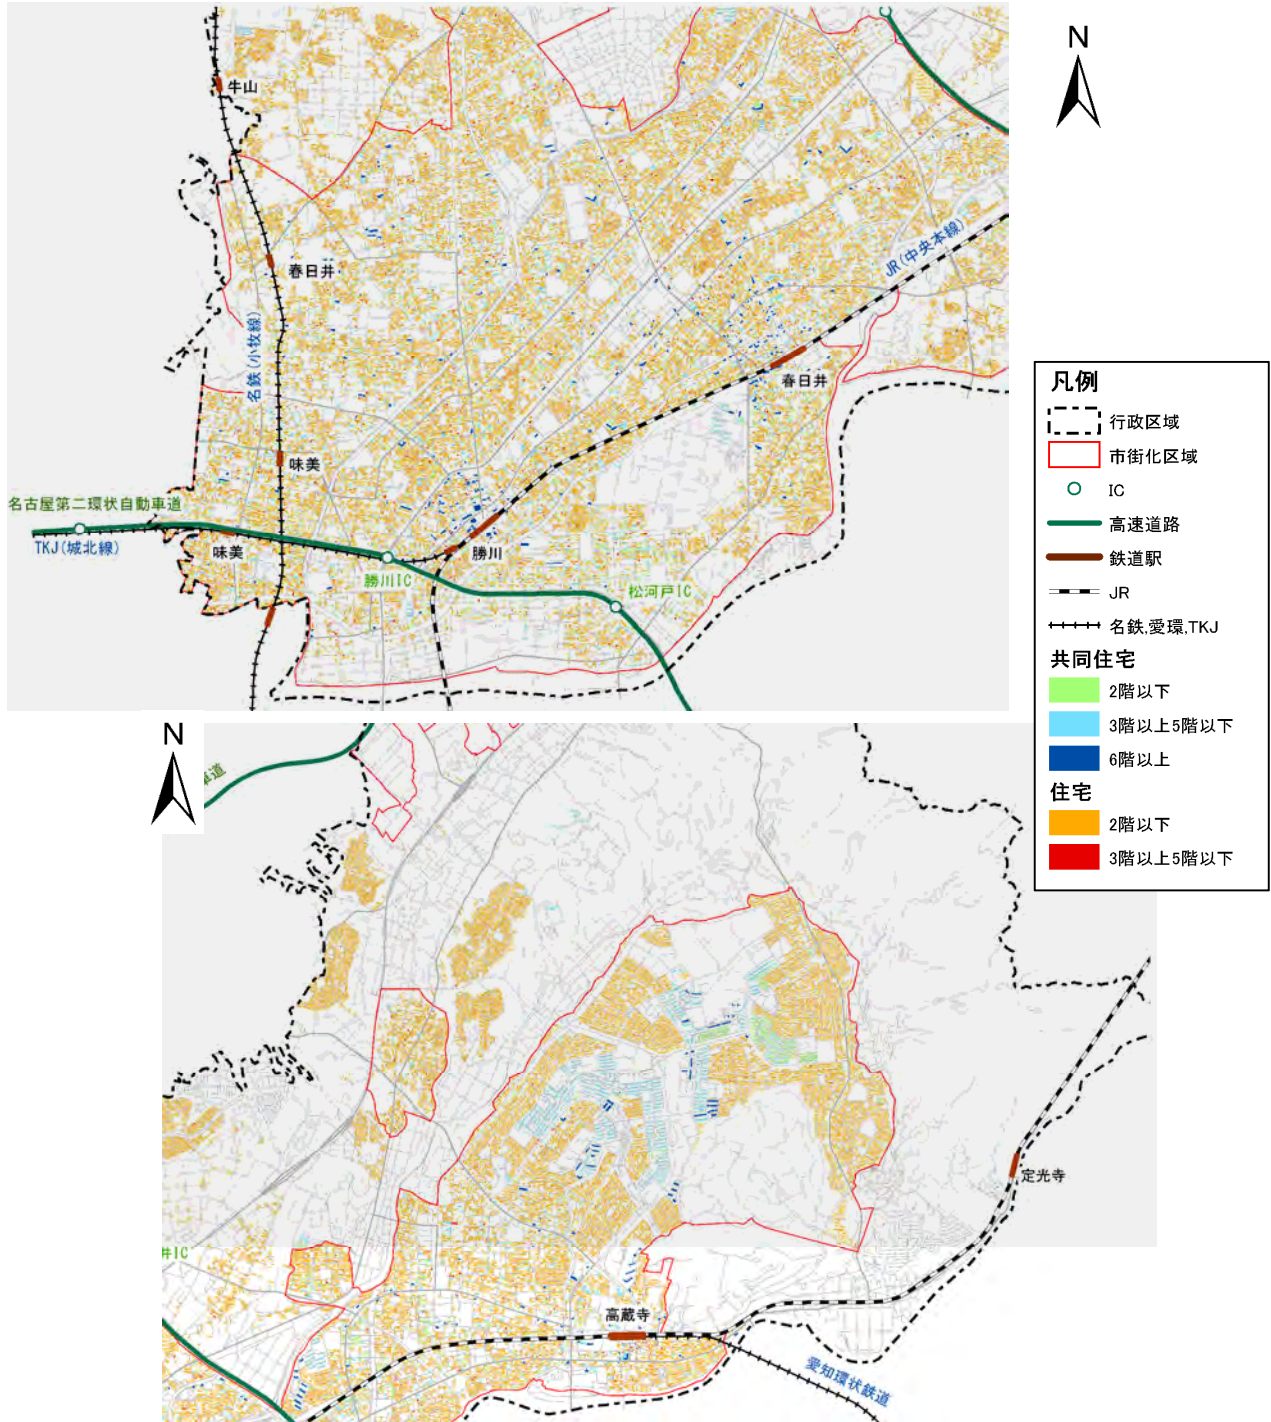 N
牛山
春日井
名鉄(小牧線)
JR(中央本線)
春日井
味美
名古屋第二環状自動車道
TKJ(城北線)
味美
勝川
勝川IC
松河戸IC
凡例
行政区域
市街化区域
IC
高速道路
鉄道駅
JR
名鉄,愛環,TKJ
共同住宅
2階以下
3階以上5階以下
6階以上
住宅
2階以下
3階以上5階以下
N
車道
定光寺
井IC
高蔵寺
愛知環状鉄道